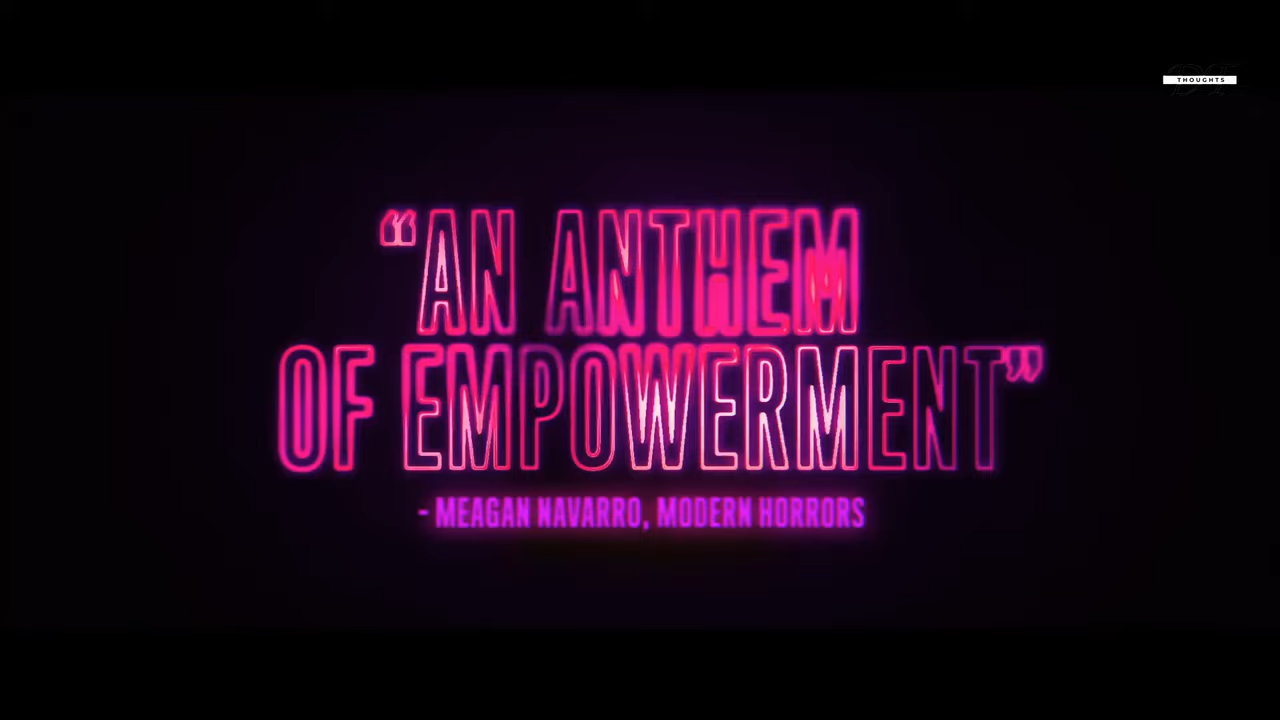 THOUGHTS
“AN ANTHEM
OF EMPOWERMENT”
- MEAGAN NAVARRO, MODERN HORRORS